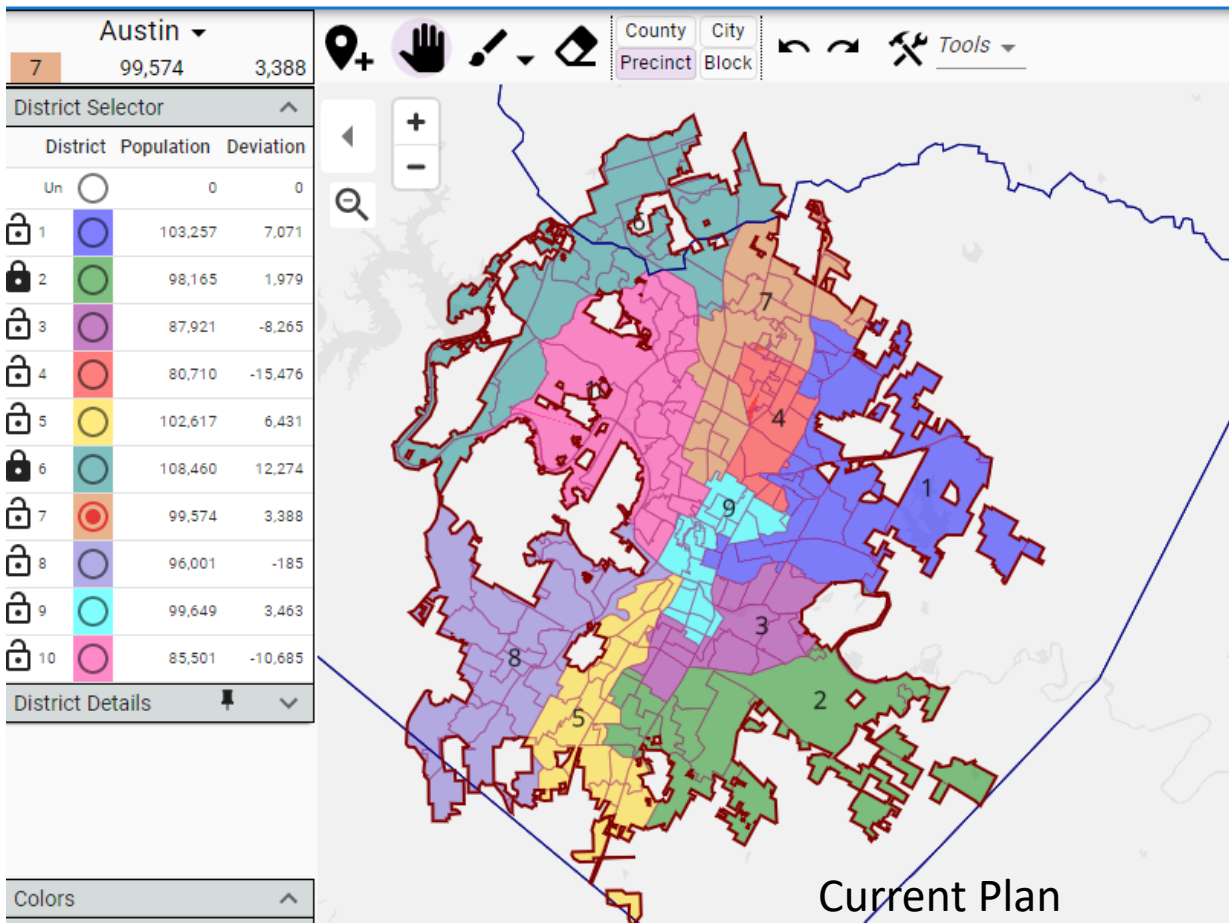 Austin
7 99,574 3,388
County City
Precinct Block
Tools
District Selector
District Population Deviation
Un 0 0
1 103,257 7,071
2 98,165 1,979
3 87,921 -8,265
4 80,710 -15,476
5 102,617 6,431
6 108,460 12,274
7 99,574 3,388
8 96,001 -185
9 99,649 3,463
10 85,501 -10,685
District Details
Colors
+
−
6
7
10
4
1
9
3
8
2
5
Current Plan